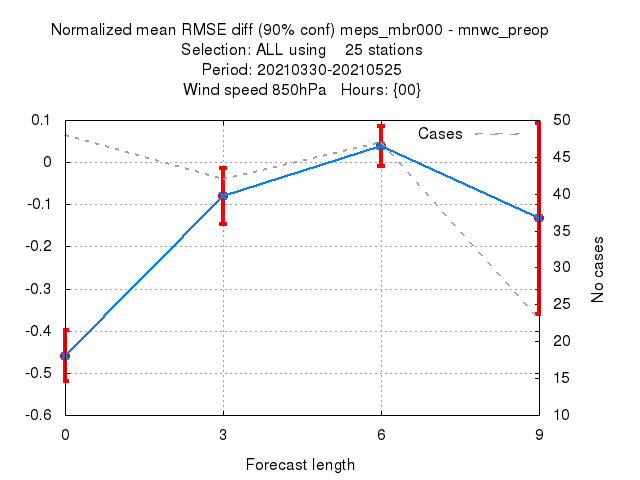 Normalized mean RMSE diff (90% conf) meps_mbr000 - mnwc_preop
Selection: ALL using    25 stations
Period: 20210330-20210525
Wind speed 850hPa   Hours: {00}
Cases
0.1
0
-0.1
-0.2
-0.3
-0.4
-0.5
-0.6
50
45
40
35
30
25
20
15
10
No cases
0 3 6 9
Forecast length